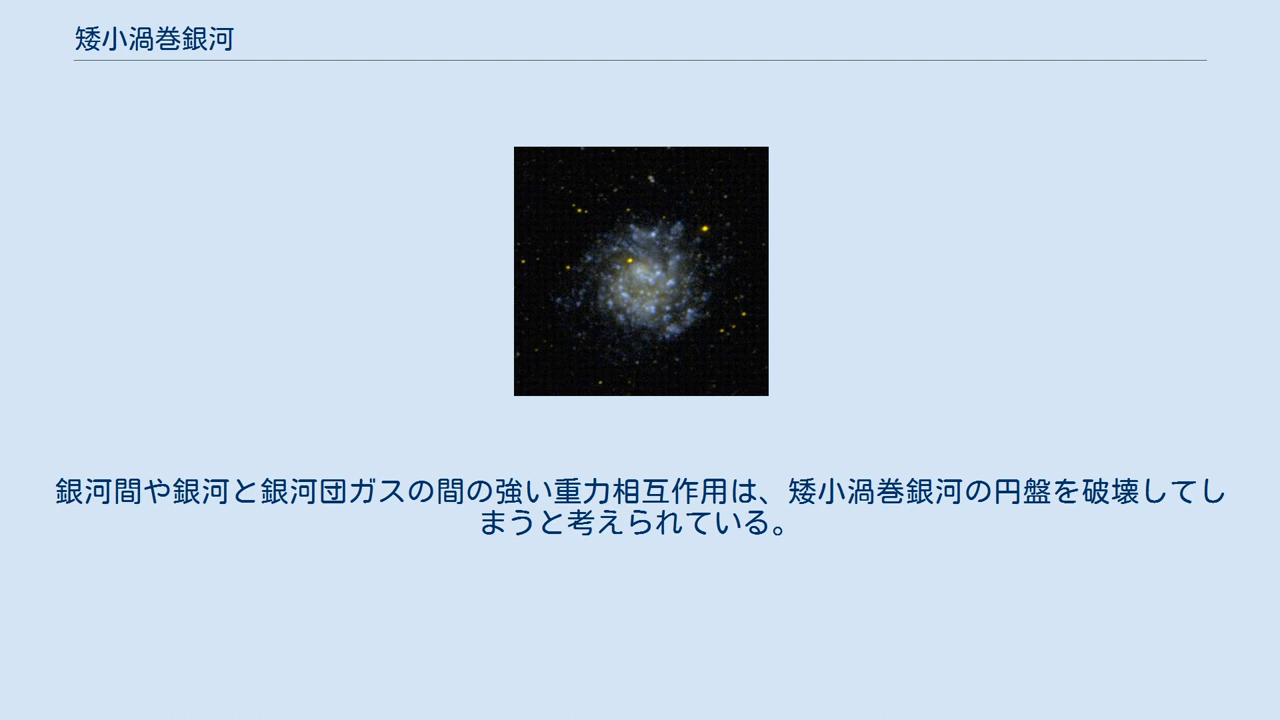 矮小渦巻銀河
銀河間や銀河と銀河団ガスの間の強い重力相互作用は、矮小渦巻銀河の円盤を破壊してし
まうと考えられている。